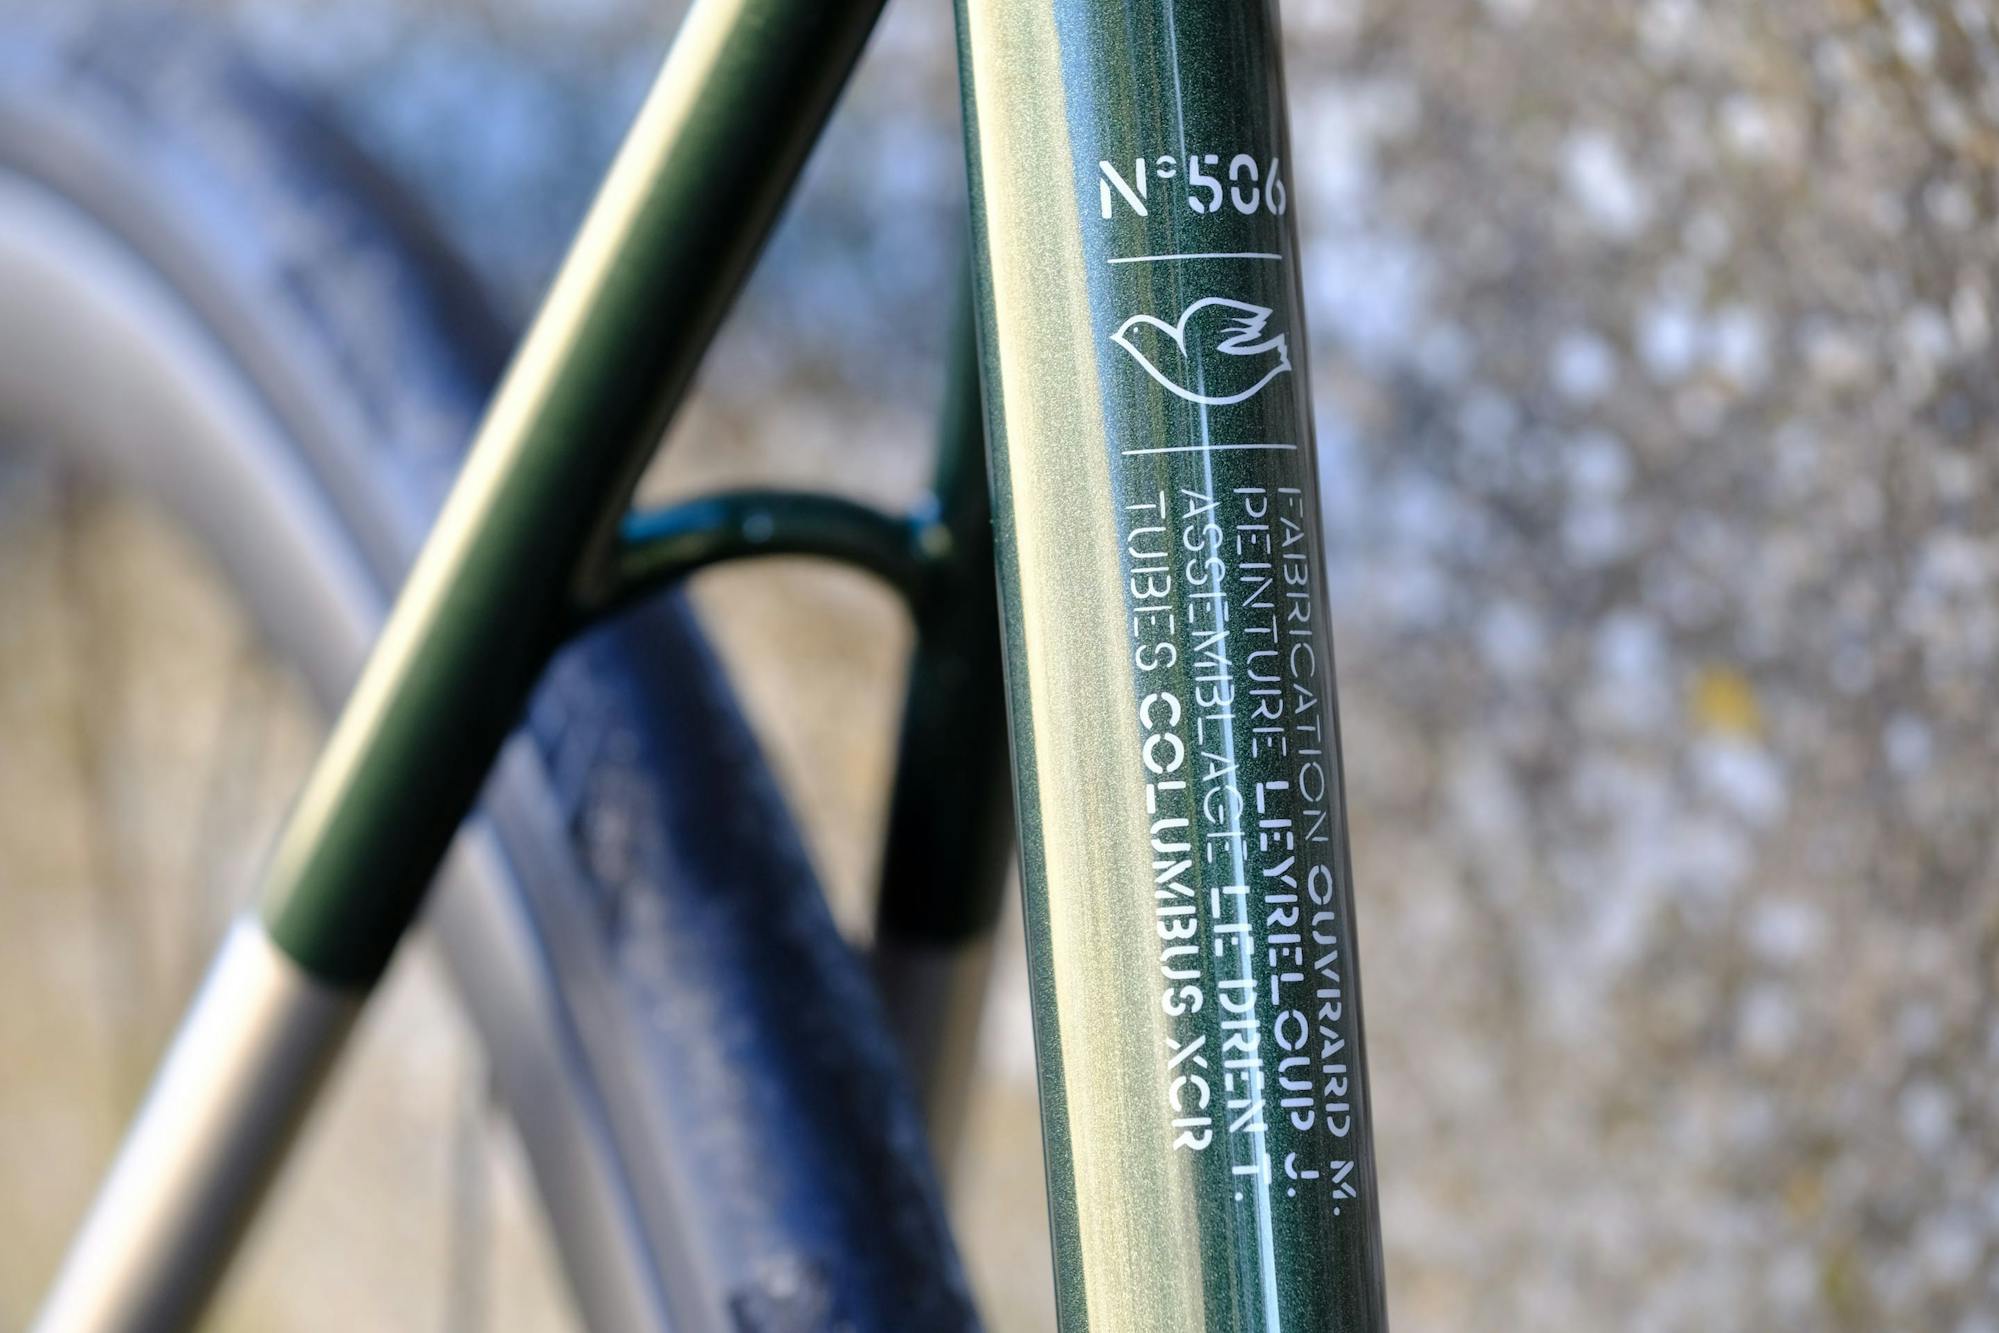 N°506
FABRICATION OUVRARD M.
PEINTURE LEYRELOUP J.
ASSEMBLAGE LE DREN T.
TUBES COLUMBUS XCR